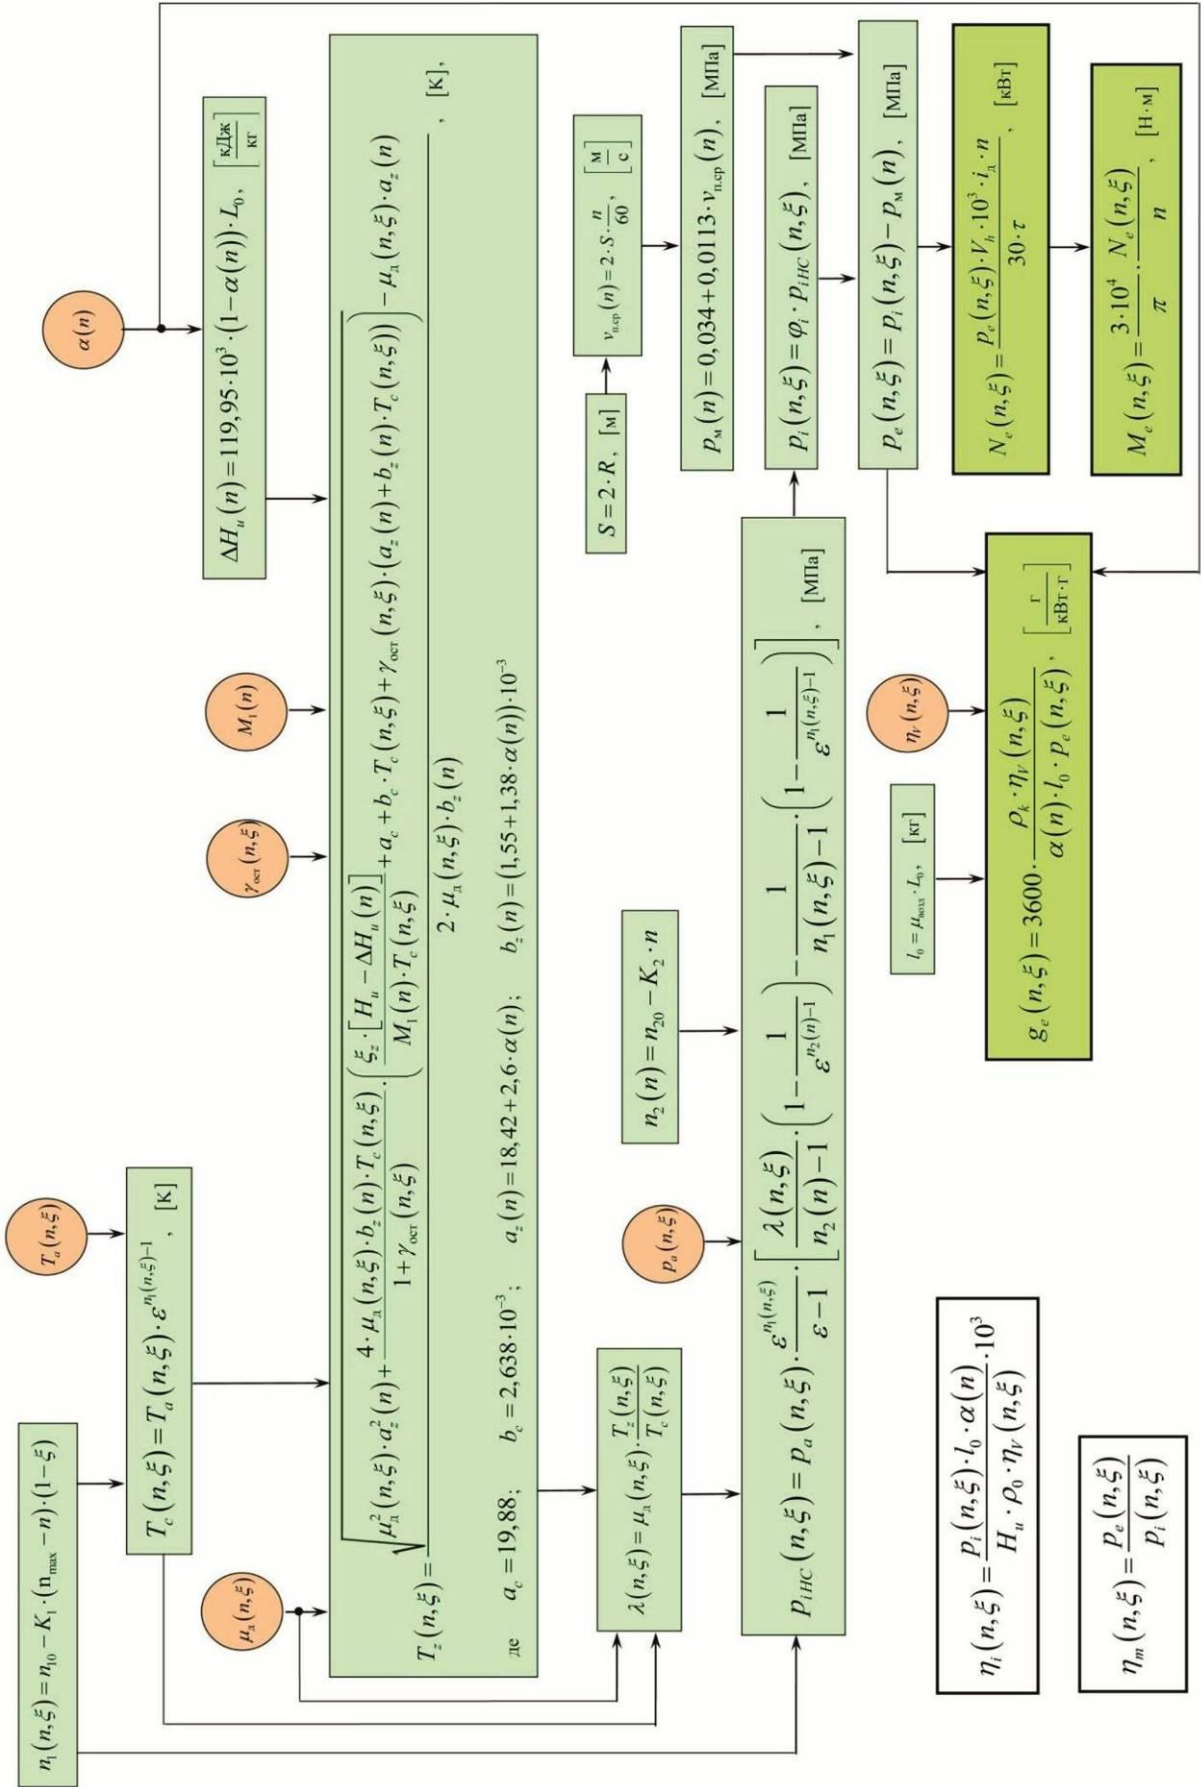 n₁(n,ξ) = n₁₀ − K₁·(n_max − n)·(1−ξ)
T_a(n,ξ)
T_c(n,ξ) = T_a(n,ξ)·ε^(n₁(n,ξ)−1), [К]
α(n)
ΔH_u(n) = 119,95·10³·(1−α(n))·L₀, [кДж/кг]
μ_д(n,ξ)
γ_ост(n,ξ)
M₁(n)
T_z(n,ξ) = (√(μ_д²(n,ξ)·a_z²(n) + (4·μ_д(n,ξ)·b_z(n)·T_c(n,ξ))/(1+γ_ост(n,ξ))·((ξ_z·[H_u − ΔH_u(n)])/(M₁(n)·T_c(n,ξ)) + a_c + b_c·T_c(n,ξ) + γ_ост(n,ξ)·(a_z(n) + b_z(n)·T_c(n,ξ)))) − μ_д(n,ξ)·a_z(n))/(2·μ_д(n,ξ)·b_z(n)), [К],
де a_c = 19,88; b_c = 2,638·10⁻³; a_z(n) = 18,42 + 2,6·α(n); b_z(n) = (1,55 + 1,38·α(n))·10⁻³
λ(n,ξ) = μ_д(n,ξ)·T_z(n,ξ)/T_c(n,ξ)
p_a(n,ξ)
n₂(n) = n₂₀ − K₂·n
S = 2·R, [м]
v_п.ср(n) = 2·S·n/60, [м/с]
p_м(n) = 0,034 + 0,0113·v_п.ср(n), [МПа]
p_iНС(n,ξ) = p_a(n,ξ)·ε^(n₁(n,ξ))/(ε−1)·[λ(n,ξ)/(n₂(n)−1)·(1 − 1/ε^(n₂(n)−1)) − 1/(n₁(n,ξ)−1)·(1 − 1/ε^(n₁(n,ξ)−1))], [МПа]
p_i(n,ξ) = φ_i·p_iНС(n,ξ), [МПа]
p_e(n,ξ) = p_i(n,ξ) − p_м(n), [МПа]
l₀ = μ_возд·L₀, [кг]
η_V(n,ξ)
N_e(n,ξ) = (p_e(n,ξ)·V_h·10³·i_д·n)/(30·τ), [кВт]
η_i(n,ξ) = (p_i(n,ξ)·l₀·α(n))/(H_u·ρ₀·η_V(n,ξ))·10³
g_e(n,ξ) = 3600·(ρ_k·η_V(n,ξ))/(α(n)·l₀·p_e(n,ξ)), [г/кВт·г]
η_m(n,ξ) = p_e(n,ξ)/p_i(n,ξ)
M_e(n,ξ) = 3·10⁴/π·N_e(n,ξ)/n, [Н·м]